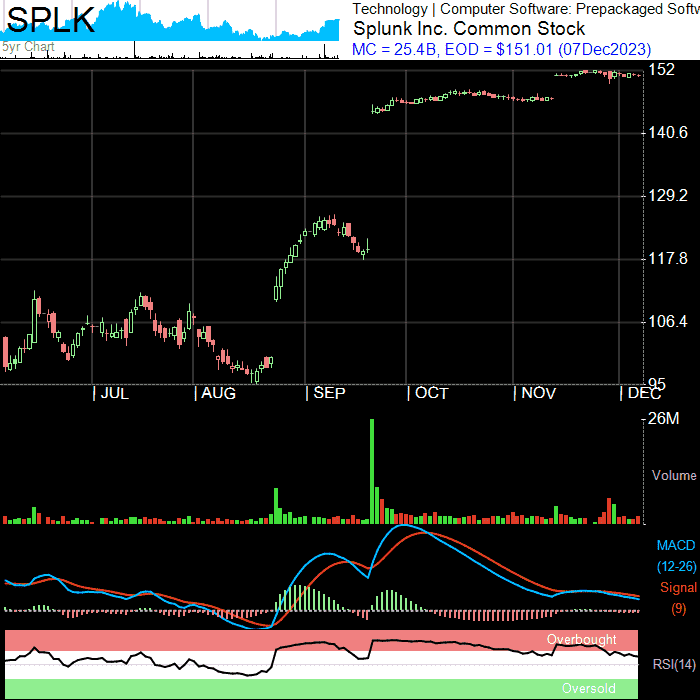 SPLK
Technology | Computer Software: Prepackaged Softw
Splunk Inc. Common Stock
MC = 25.4B, EOD = $151.01 (07Dec2023)
5yr Chart
152
140.6
129.2
117.8
106.4
95
| JUL | AUG | SEP | OCT | NOV | DEC
26M
Volume
MACD
(12-26)
Signal
(9)
Overbought
RSI(14)
Oversold